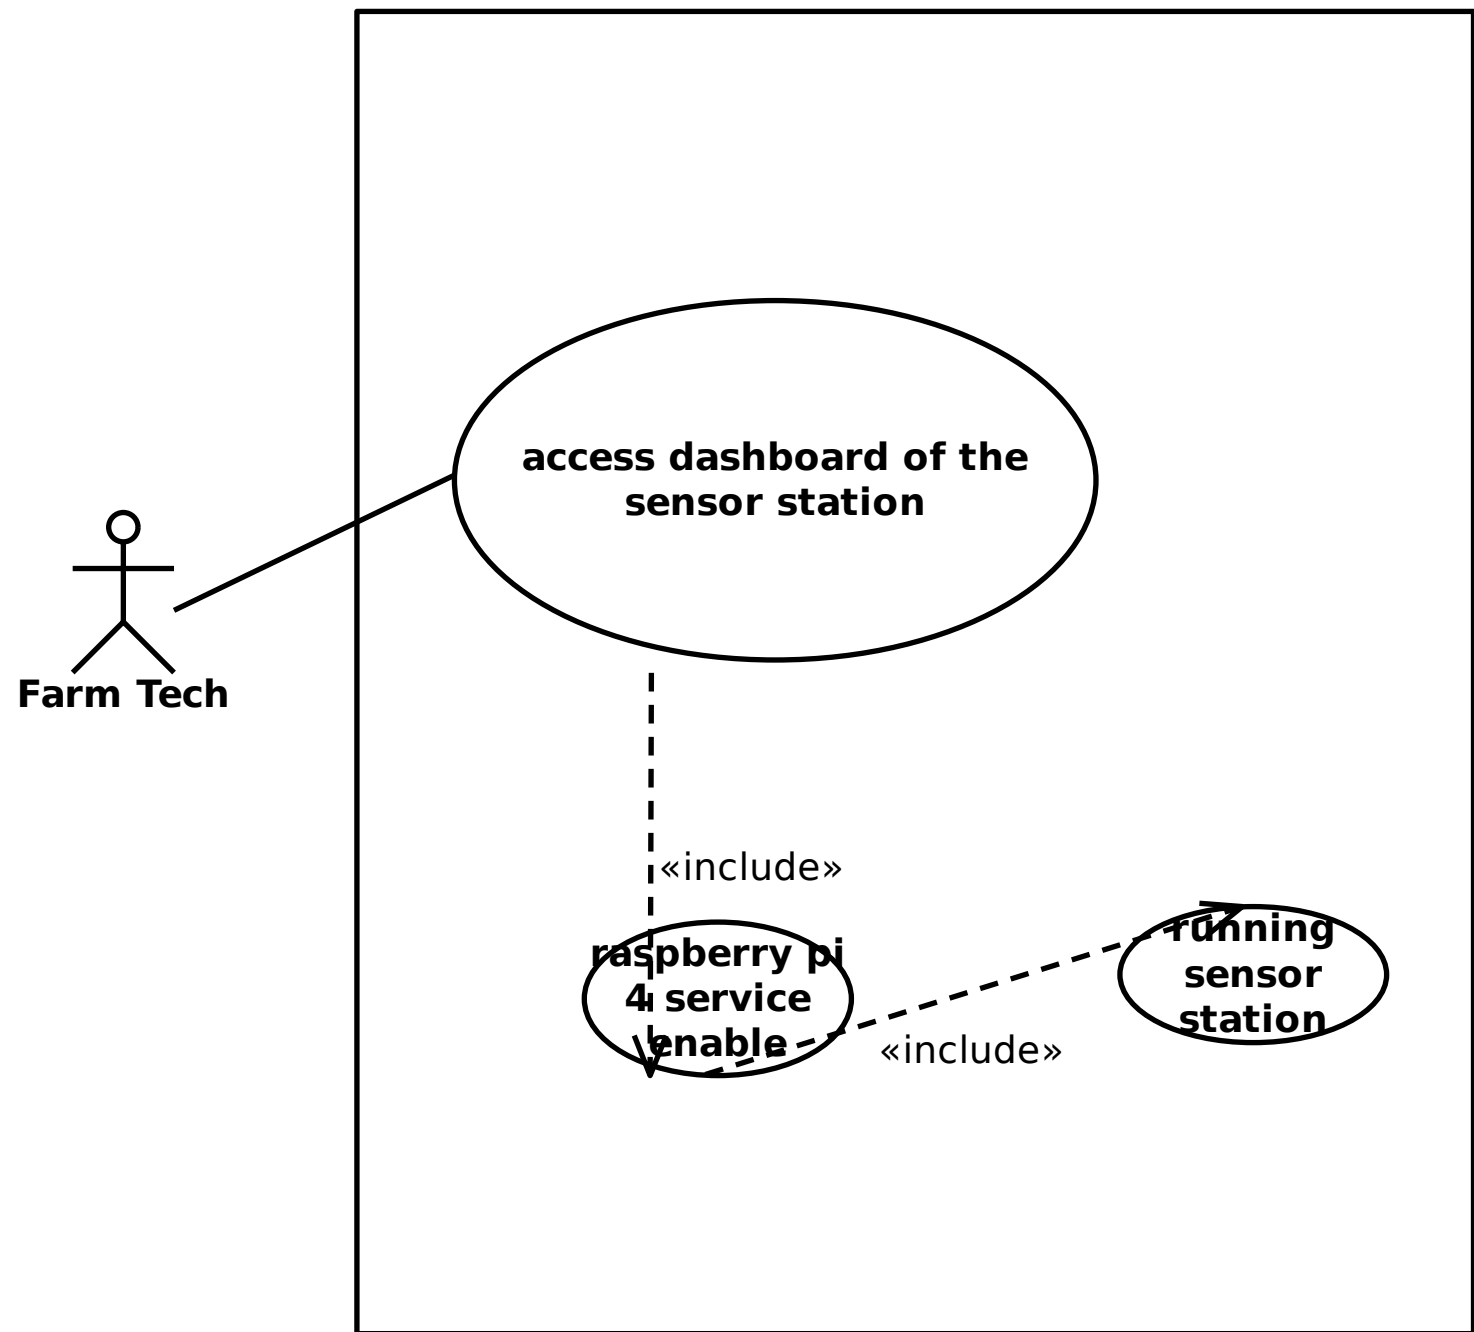 access dashboard of the
sensor station
Farm Tech
«include»
raspberry pi
4 service
enable
running
sensor
station
«include»